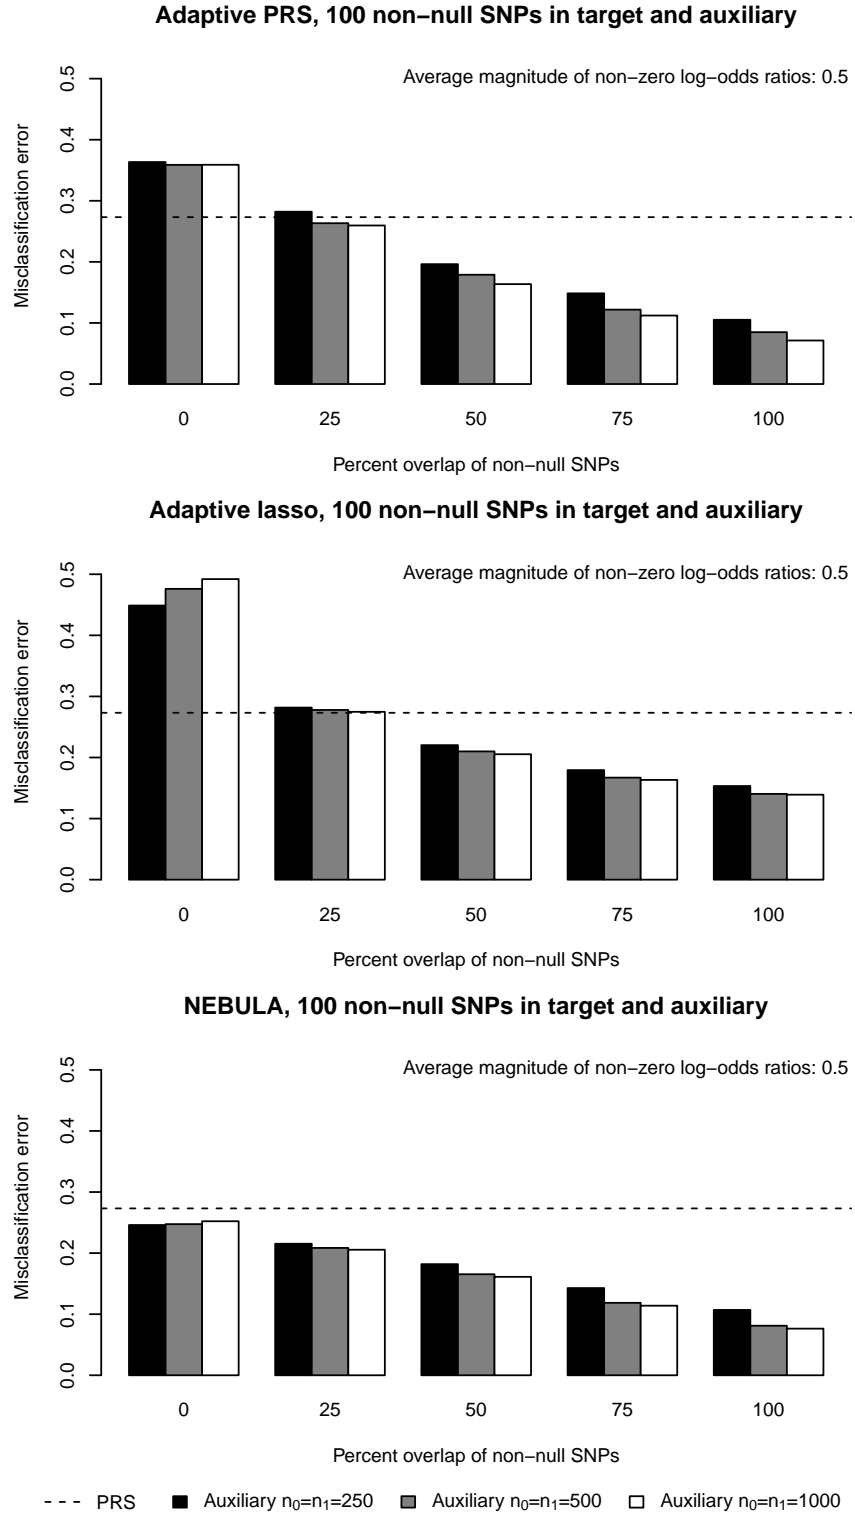 Adaptive PRS, 100 non−null SNPs in target and auxiliary
Average magnitude of non−zero log−odds ratios: 0.5
Misclassification error
0.5
0.4
0.3
0.2
0.1
0.0
0 25 50 75 100
Percent overlap of non−null SNPs
Adaptive lasso, 100 non−null SNPs in target and auxiliary
Average magnitude of non−zero log−odds ratios: 0.5
Misclassification error
0.5
0.4
0.3
0.2
0.1
0.0
0 25 50 75 100
Percent overlap of non−null SNPs
NEBULA, 100 non−null SNPs in target and auxiliary
Average magnitude of non−zero log−odds ratios: 0.5
Misclassification error
0.5
0.4
0.3
0.2
0.1
0.0
0 25 50 75 100
Percent overlap of non−null SNPs
PRS Auxiliary n₀=n₁=250 Auxiliary n₀=n₁=500 Auxiliary n₀=n₁=1000